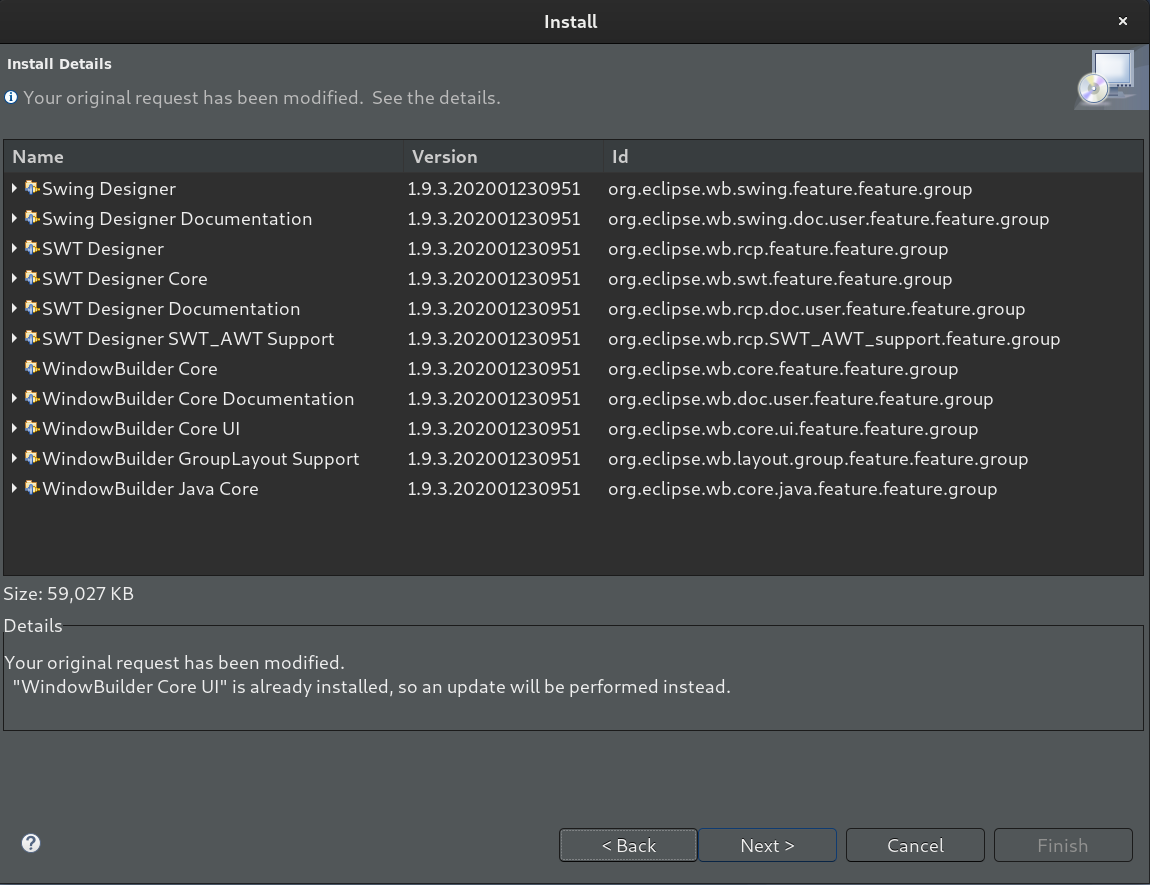 Install
×
Install Details
Your original request has been modified. See the details.
Name Version Id
Swing Designer 1.9.3.202001230951 org.eclipse.wb.swing.feature.feature.group
Swing Designer Documentation 1.9.3.202001230951 org.eclipse.wb.swing.doc.user.feature.feature.group
SWT Designer 1.9.3.202001230951 org.eclipse.wb.rcp.feature.feature.group
SWT Designer Core 1.9.3.202001230951 org.eclipse.wb.swt.feature.feature.group
SWT Designer Documentation 1.9.3.202001230951 org.eclipse.wb.rcp.doc.user.feature.feature.group
SWT Designer SWT_AWT Support 1.9.3.202001230951 org.eclipse.wb.rcp.SWT_AWT_support.feature.group
WindowBuilder Core 1.9.3.202001230951 org.eclipse.wb.core.feature.feature.group
WindowBuilder Core Documentation 1.9.3.202001230951 org.eclipse.wb.doc.user.feature.feature.group
WindowBuilder Core UI 1.9.3.202001230951 org.eclipse.wb.core.ui.feature.feature.group
WindowBuilder GroupLayout Support 1.9.3.202001230951 org.eclipse.wb.layout.group.feature.feature.group
WindowBuilder Java Core 1.9.3.202001230951 org.eclipse.wb.core.java.feature.feature.group
Size: 59,027 KB
Details
Your original request has been modified.
"WindowBuilder Core UI" is already installed, so an update will be performed instead.
? < Back Next > Cancel Finish